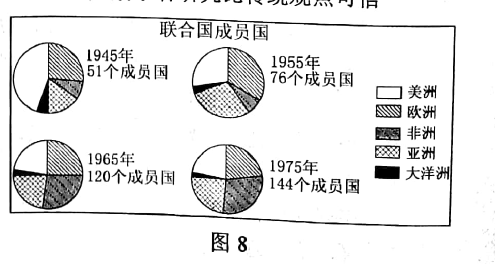 联合国成员国
1945年
51个成员国
1955年
76个成员国
1965年
120个成员国
1975年
144个成员国
美洲
欧洲
非洲
亚洲
大洋洲
图8